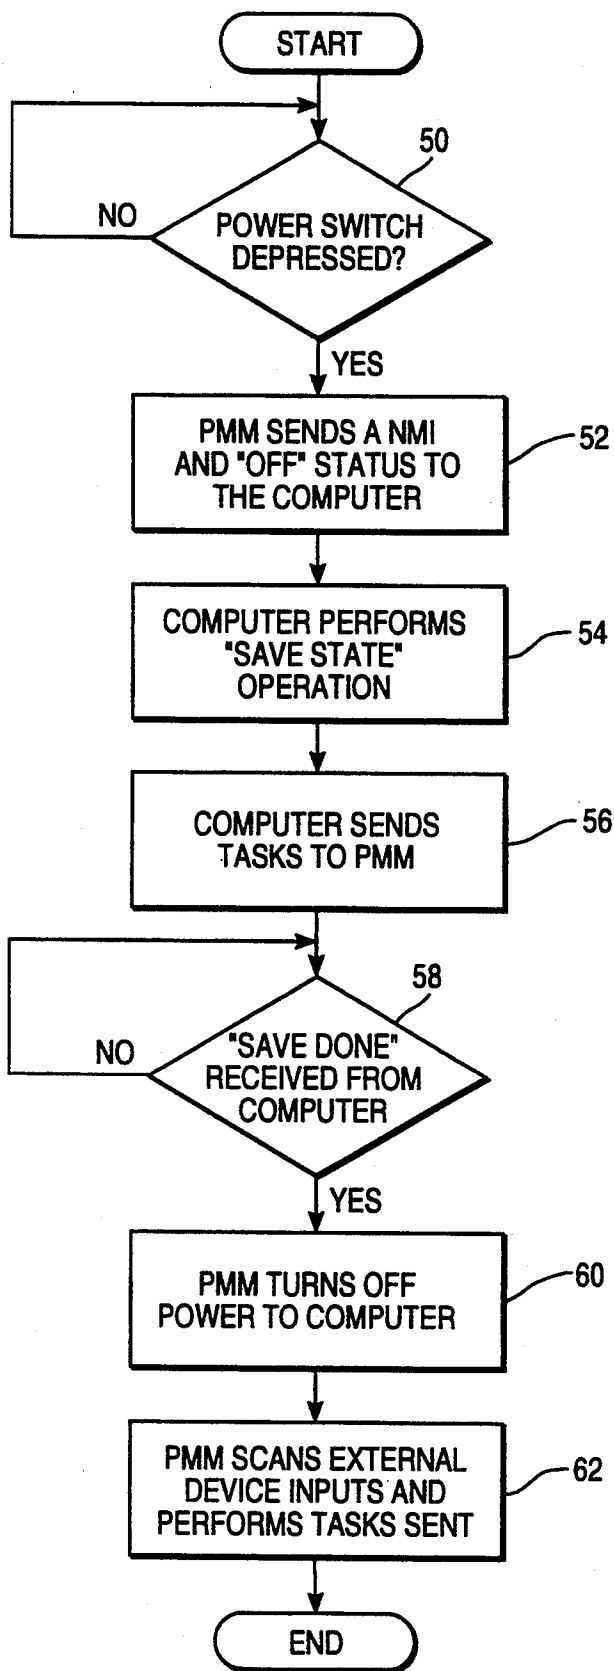 START
50
NO
POWER SWITCH
DEPRESSED?
YES
PMM SENDS A NMI
AND "OFF" STATUS TO
THE COMPUTER
52
COMPUTER PERFORMS
"SAVE STATE"
OPERATION
54
COMPUTER SENDS
TASKS TO PMM
56
58
NO
"SAVE DONE"
RECEIVED FROM
COMPUTER
YES
PMM TURNS OFF
POWER TO COMPUTER
60
PMM SCANS EXTERNAL
DEVICE INPUTS AND
PERFORMS TASKS SENT
62
END